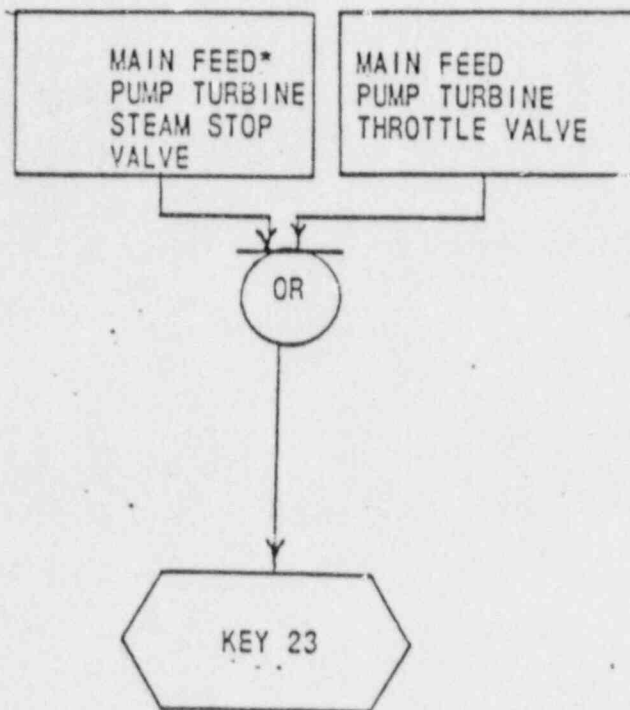 MAIN FEED*
PUMP TURBINE
STEAM STOP
VALVE
MAIN FEED
PUMP TURBINE
THROTTLE VALVE
OR
KEY 23